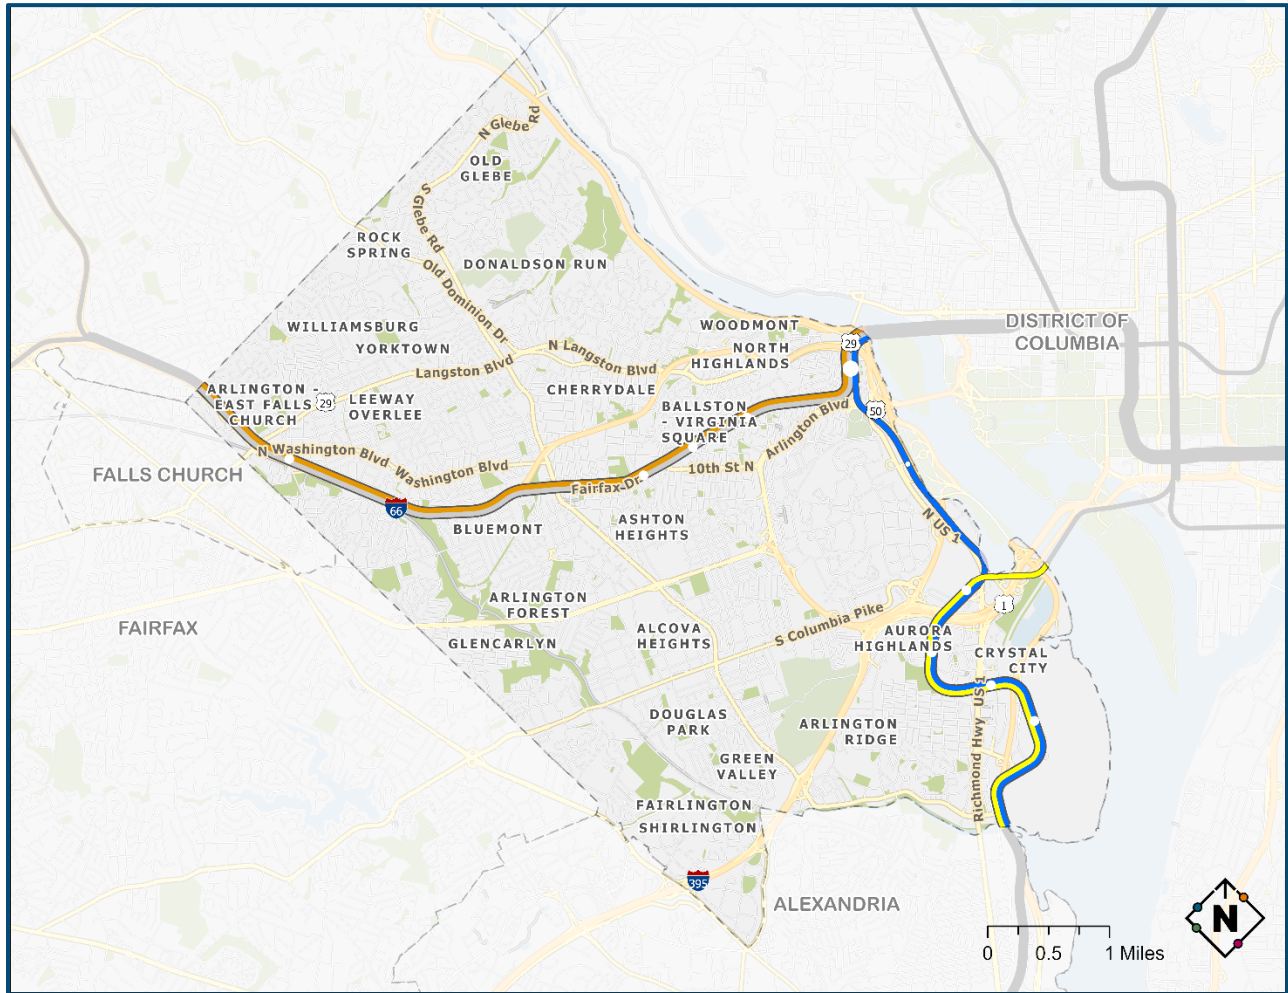 N Glebe Rd
OLD
GLEBE
S Glebe Rd
ROCK
SPRING
DONALDSON RUN
Old Dominion Dr
WILLIAMSBURG
YORKTOWN
WOODMONT
NORTH
HIGHLANDS
29
DISTRICT OF
COLUMBIA
N Langston Blvd
Langston Blvd
CHERRYDALE
ARLINGTON -
EAST FALLS
CHURCH
29
LEEWAY
OVERLEE
BALLSTON
- VIRGINIA
SQUARE
Arlington Blvd
50
N Washington Blvd
Washington Blvd
10th St N
FALLS CHURCH
Fairfax Dr
66
BLUEMONT
ASHTON
HEIGHTS
N US 1
ARLINGTON
FOREST
1
FAIRFAX
GLENCARLYN
ALCOVA
HEIGHTS
S Columbia Pike
AURORA
HIGHLANDS
CRYSTAL
CITY
DOUGLAS
PARK
ARLINGTON
RIDGE
US 1
Richmond Hwy
GREEN
VALLEY
FAIRLINGTON
SHIRLINGTON
395
ALEXANDRIA
N
0 0.5 1 Miles